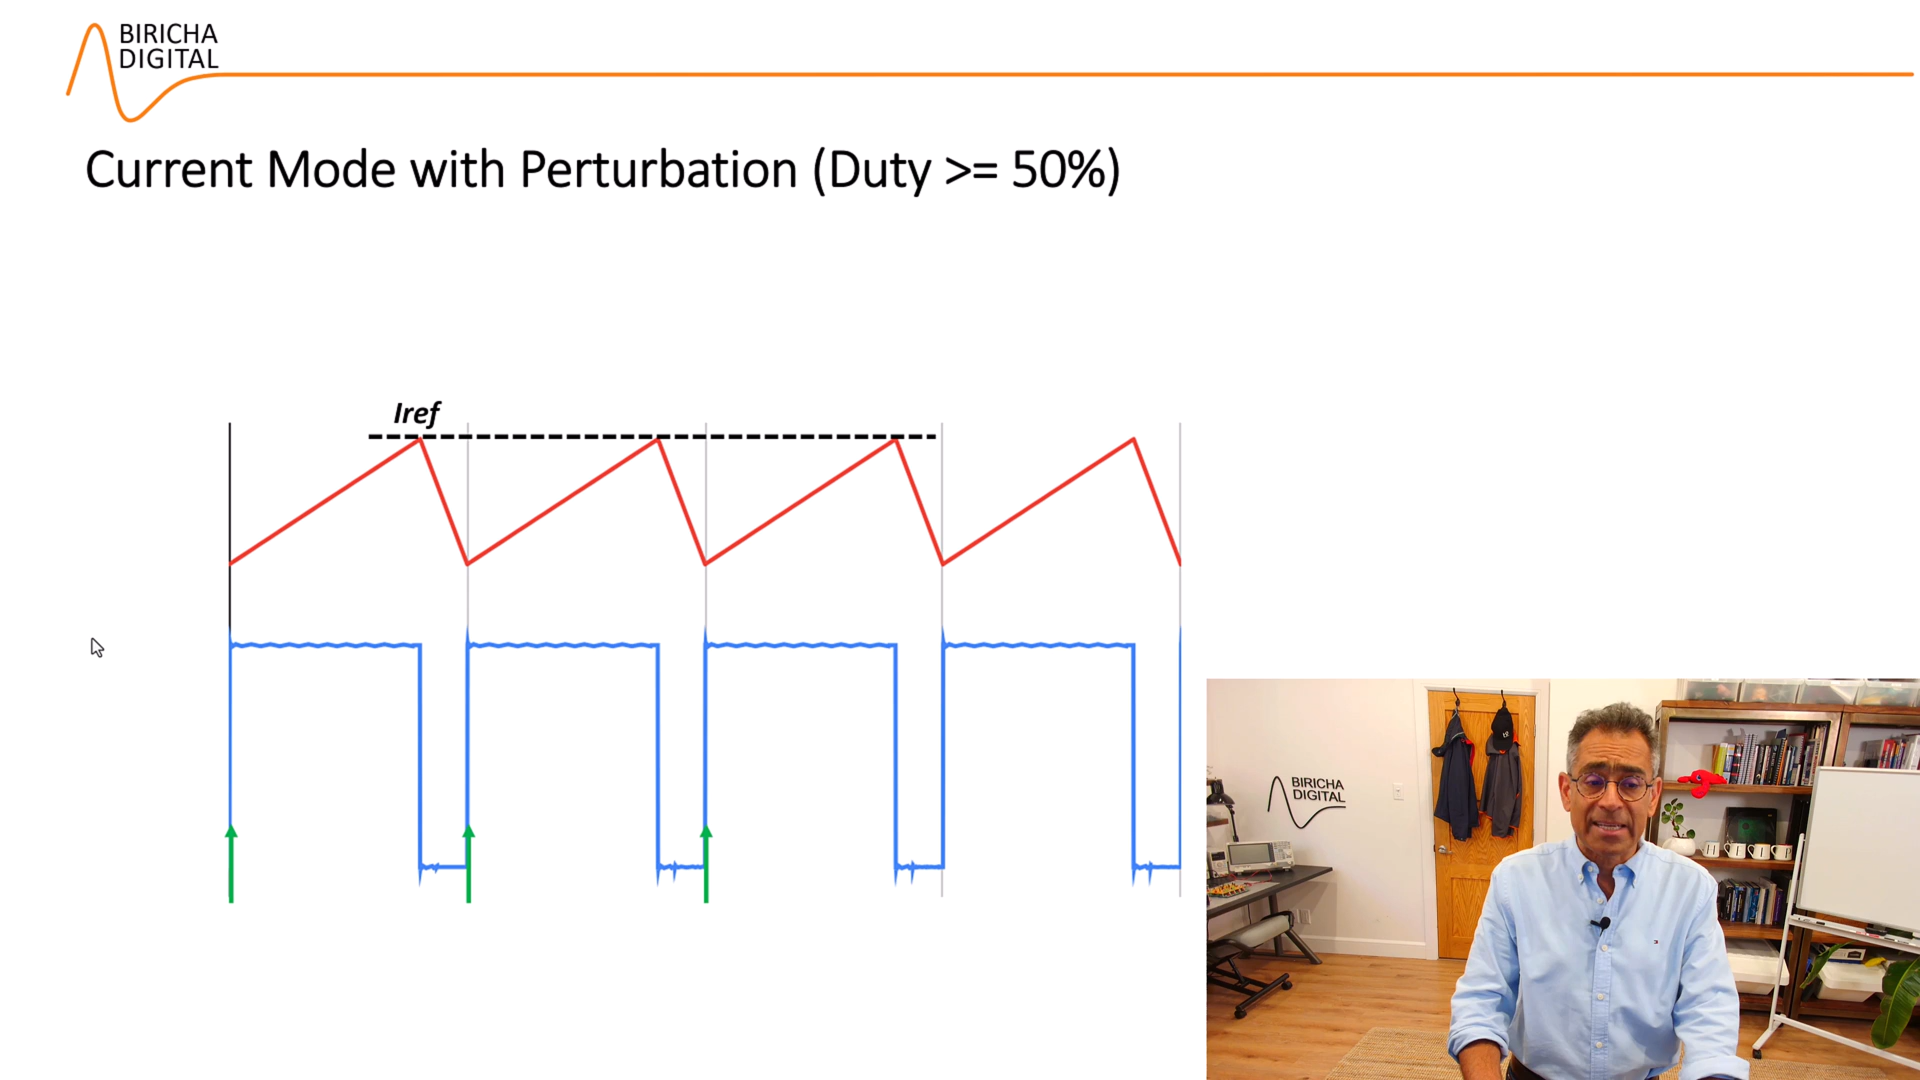 BIRICHA
DIGITAL
Current Mode with Perturbation (Duty >= 50%)
Iref
BIRICHA
DIGITAL